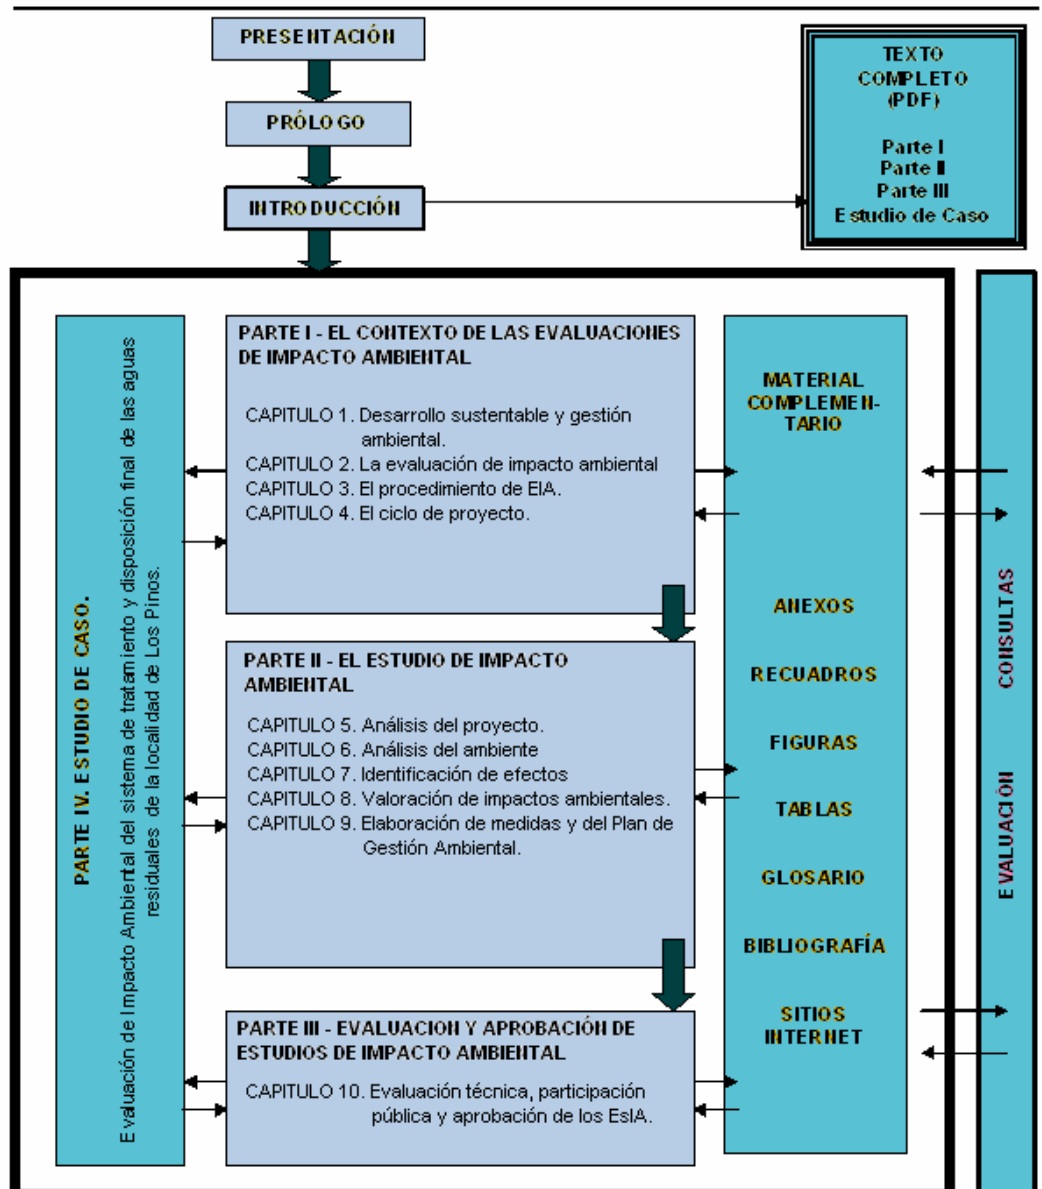 PRESENTACIÓN
PRÓLOGO
INTRODUCCIÓN
TEXTO
COMPLETO
(PDF)
Parte I
Parte II
Parte III
Estudio de Caso
PARTE IV. ESTUDIO DE CASO.
Evaluación de Impacto Ambiental del sistema de tratamiento y disposición final de las aguas
residuales de la localidad de Los Pinos.
PARTE I - EL CONTEXTO DE LAS EVALUACIONES
DE IMPACTO AMBIENTAL
CAPITULO 1. Desarrollo sustentable y gestión
ambiental.
CAPITULO 2. La evaluación de impacto ambiental
CAPITULO 3. El procedimiento de EIA.
CAPITULO 4. El ciclo de proyecto.
PARTE II - EL ESTUDIO DE IMPACTO
AMBIENTAL
CAPITULO 5. Análisis del proyecto.
CAPITULO 6. Análisis del ambiente
CAPITULO 7. Identificación de efectos
CAPITULO 8. Valoración de impactos ambientales.
CAPITULO 9. Elaboración de medidas y del Plan de
Gestión Ambiental.
PARTE III - EVALUACION Y APROBACIÓN DE
ESTUDIOS DE IMPACTO AMBIENTAL
CAPITULO 10. Evaluación técnica, participación
pública y aprobación de los EsIA.
MATERIAL
COMPLEMEN-
TARIO
ANEXOS
RECUADROS
FIGURAS
TABLAS
GLOSARIO
BIBLIOGRAFÍA
SITIOS
INTERNET
EVALUACIÓN CONSULTAS